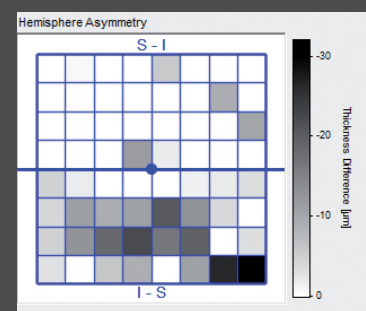 Hemisphere Asymmetry
S - I
I - S
-30
-20
-10
0
Thickness Difference [µm]